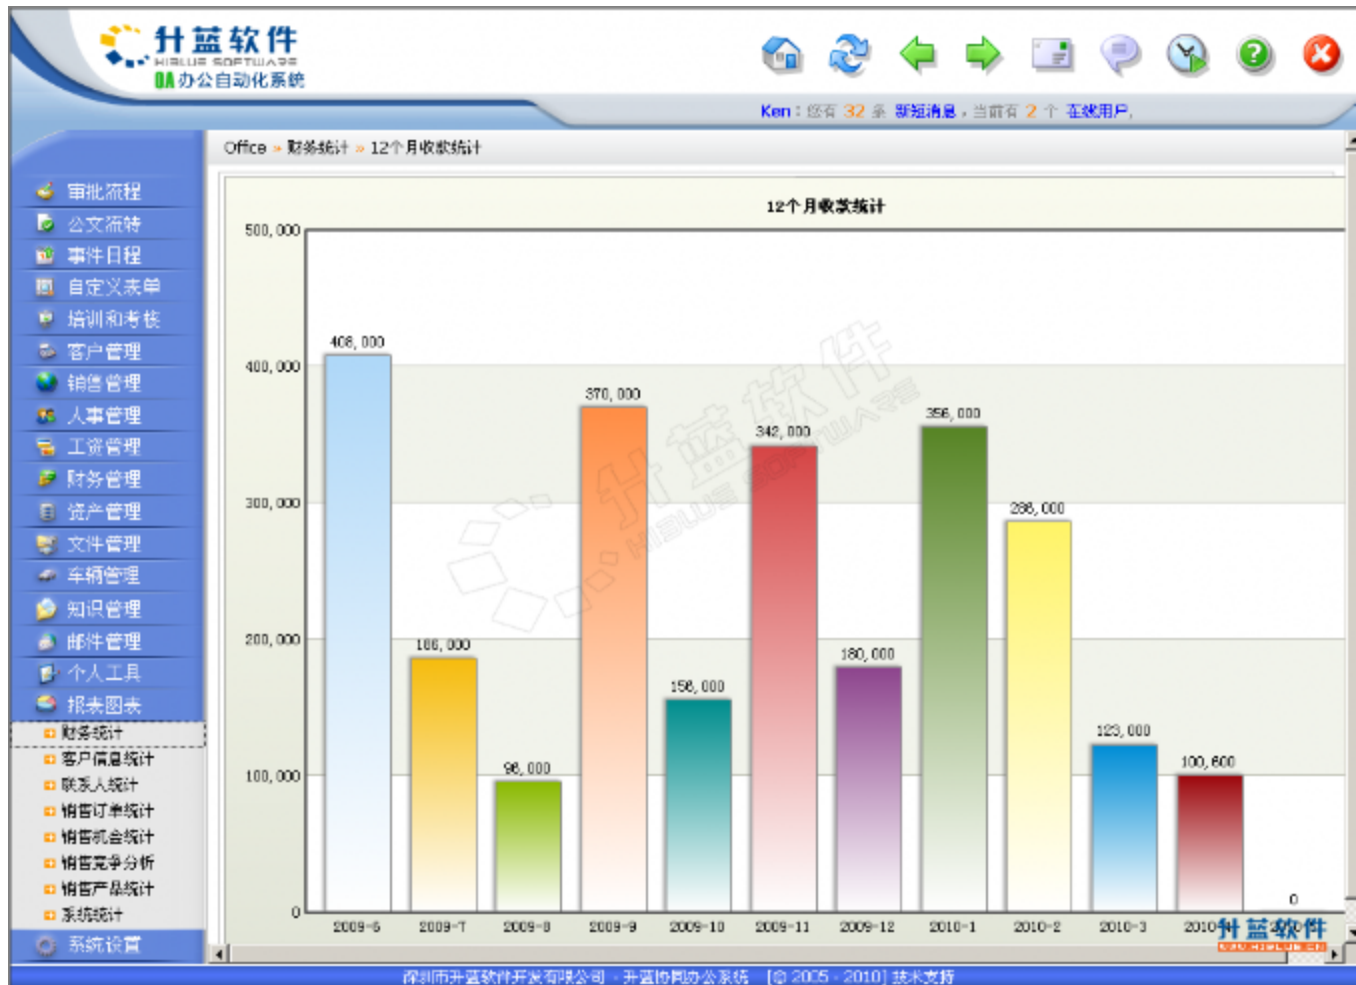 升蓝软件
HIBLUE SOFTWARE
OA办公自动化系统
Ken：您有 32 条 新短消息，当前有 2 个 在线用户.
Office » 财务统计 » 12个月收款统计
审批流程
公文流转
事件日程
自定义表单
培训和考核
客户管理
销售管理
人事管理
工资管理
财务管理
资产管理
文件管理
车辆管理
知识管理
邮件管理
个人工具
报表图表
财务统计
客户信息统计
联系人统计
销售订单统计
销售机会统计
销售竞争分析
销售产品统计
系统统计
系统设置
12个月收款统计
500,000
400,000
300,000
200,000
100,000
0
408,000
186,000
96,000
370,000
156,000
342,000
180,000
356,000
286,000
123,000
100,600
0
2009-6
2009-7
2009-8
2009-9
2009-10
2009-11
2009-12
2010-1
2010-2
2010-3
升蓝软件
HIBLUE SOFTWARE
升蓝软件
WWW.HIBLUE.CN
深圳市升蓝软件开发有限公司 - 升蓝协同办公系统 [© 2005 - 2010] 技术支持